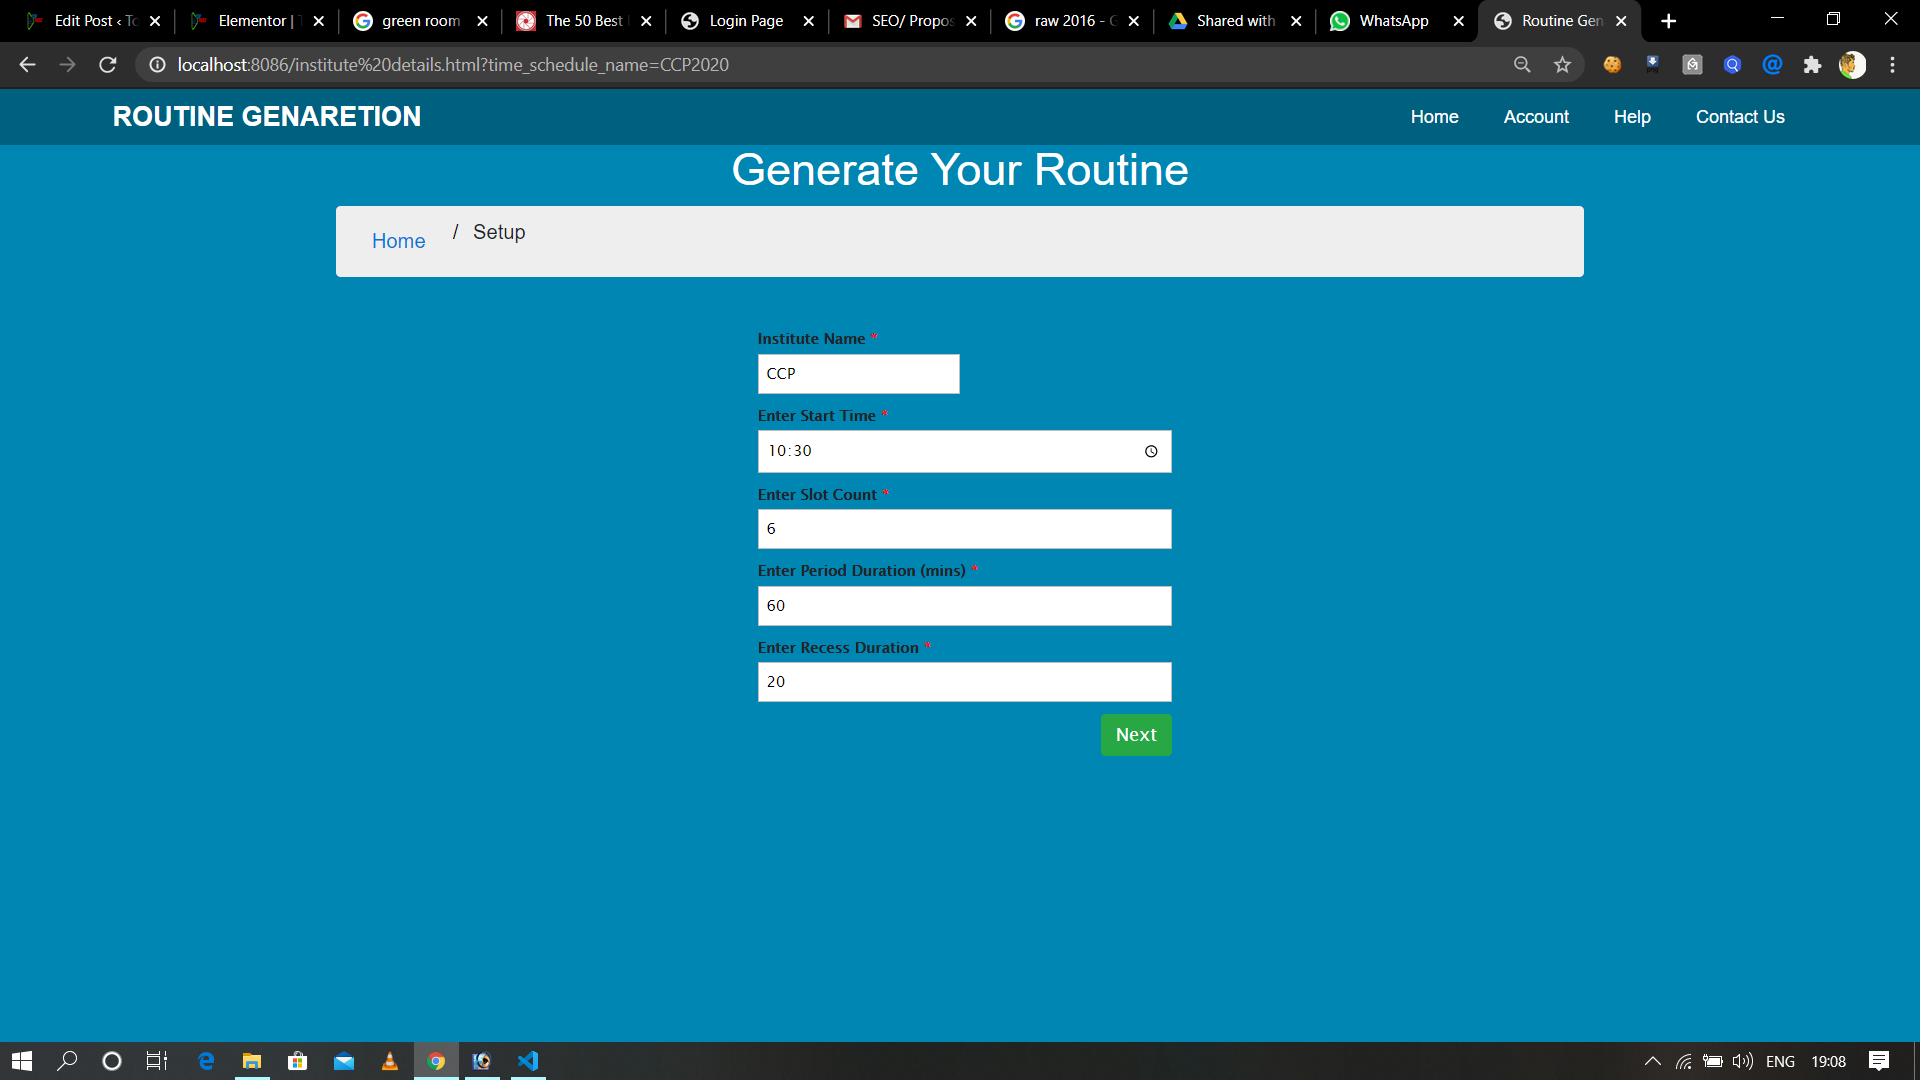 Edit Post ‹ To
Elementor | T
green room
The 50 Best
Login Page
SEO/ Propos
raw 2016 - G
Shared with
WhatsApp
Routine Gen
localhost:8086/institute%20details.html?time_schedule_name=CCP2020
ROUTINE GENARETION
Home
Account
Help
Contact Us
Generate Your Routine
Home / Setup
Institute Name *
CCP
Enter Start Time *
10:30
Enter Slot Count *
6
Enter Period Duration (mins) *
60
Enter Recess Duration *
20
Next
ENG
19:08